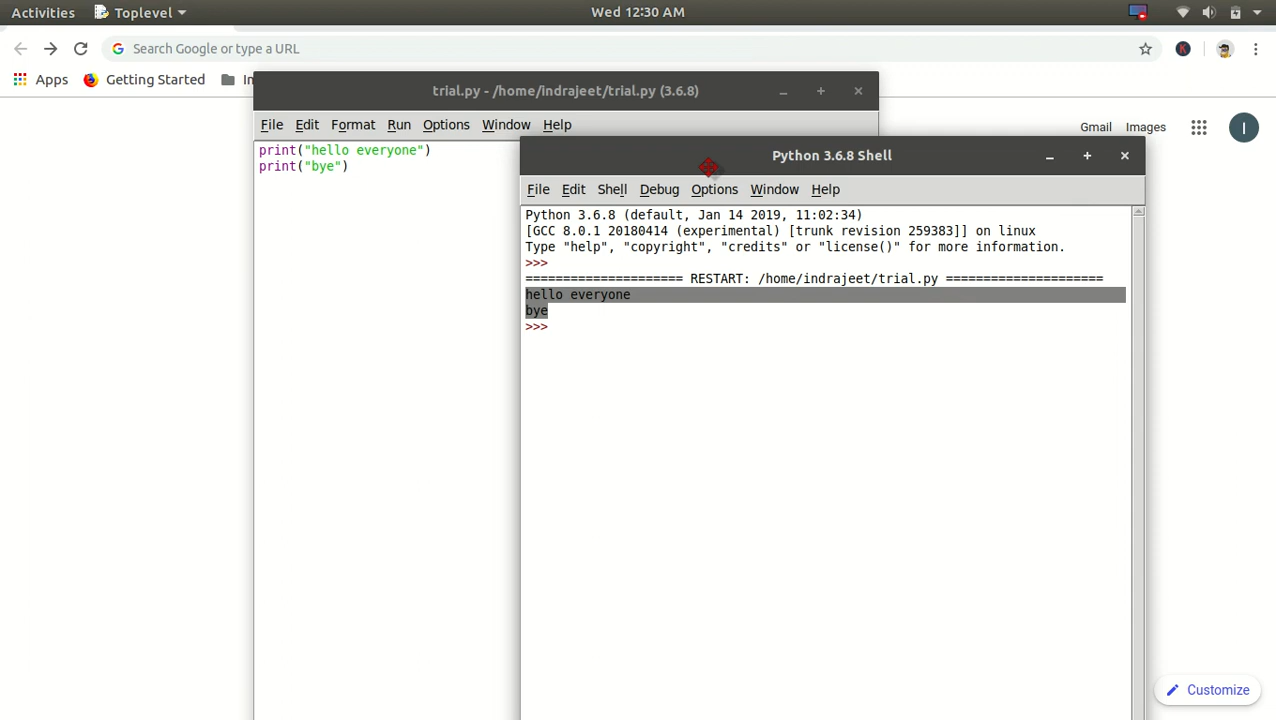 Activities Toplevel Wed 12:30 AM
Search Google or type a URL K
Apps Getting Started
trial.py - /home/indrajeet/trial.py (3.6.8)
File Edit Format Run Options Window Help
Gmail Images I
print("hello everyone")
print("bye")
Python 3.6.8 Shell
File Edit Shell Debug Options Window Help
Python 3.6.8 (default, Jan 14 2019, 11:02:34)
[GCC 8.0.1 20180414 (experimental) [trunk revision 259383]] on linux
Type "help", "copyright", "credits" or "license()" for more information.
>>>
===================== RESTART: /home/indrajeet/trial.py =====================
hello everyone
bye
>>>
Customize